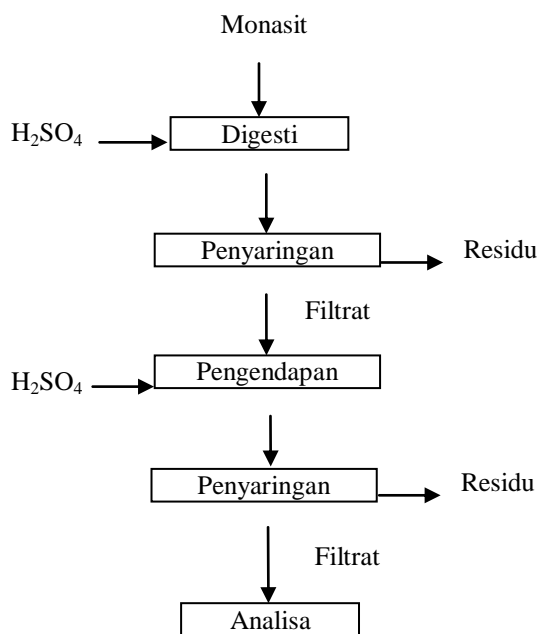 Monasit
H₂SO₄
Digesti
Penyaringan
Residu
Filtrat
H₂SO₄
Pengendapan
Penyaringan
Residu
Filtrat
Analisa